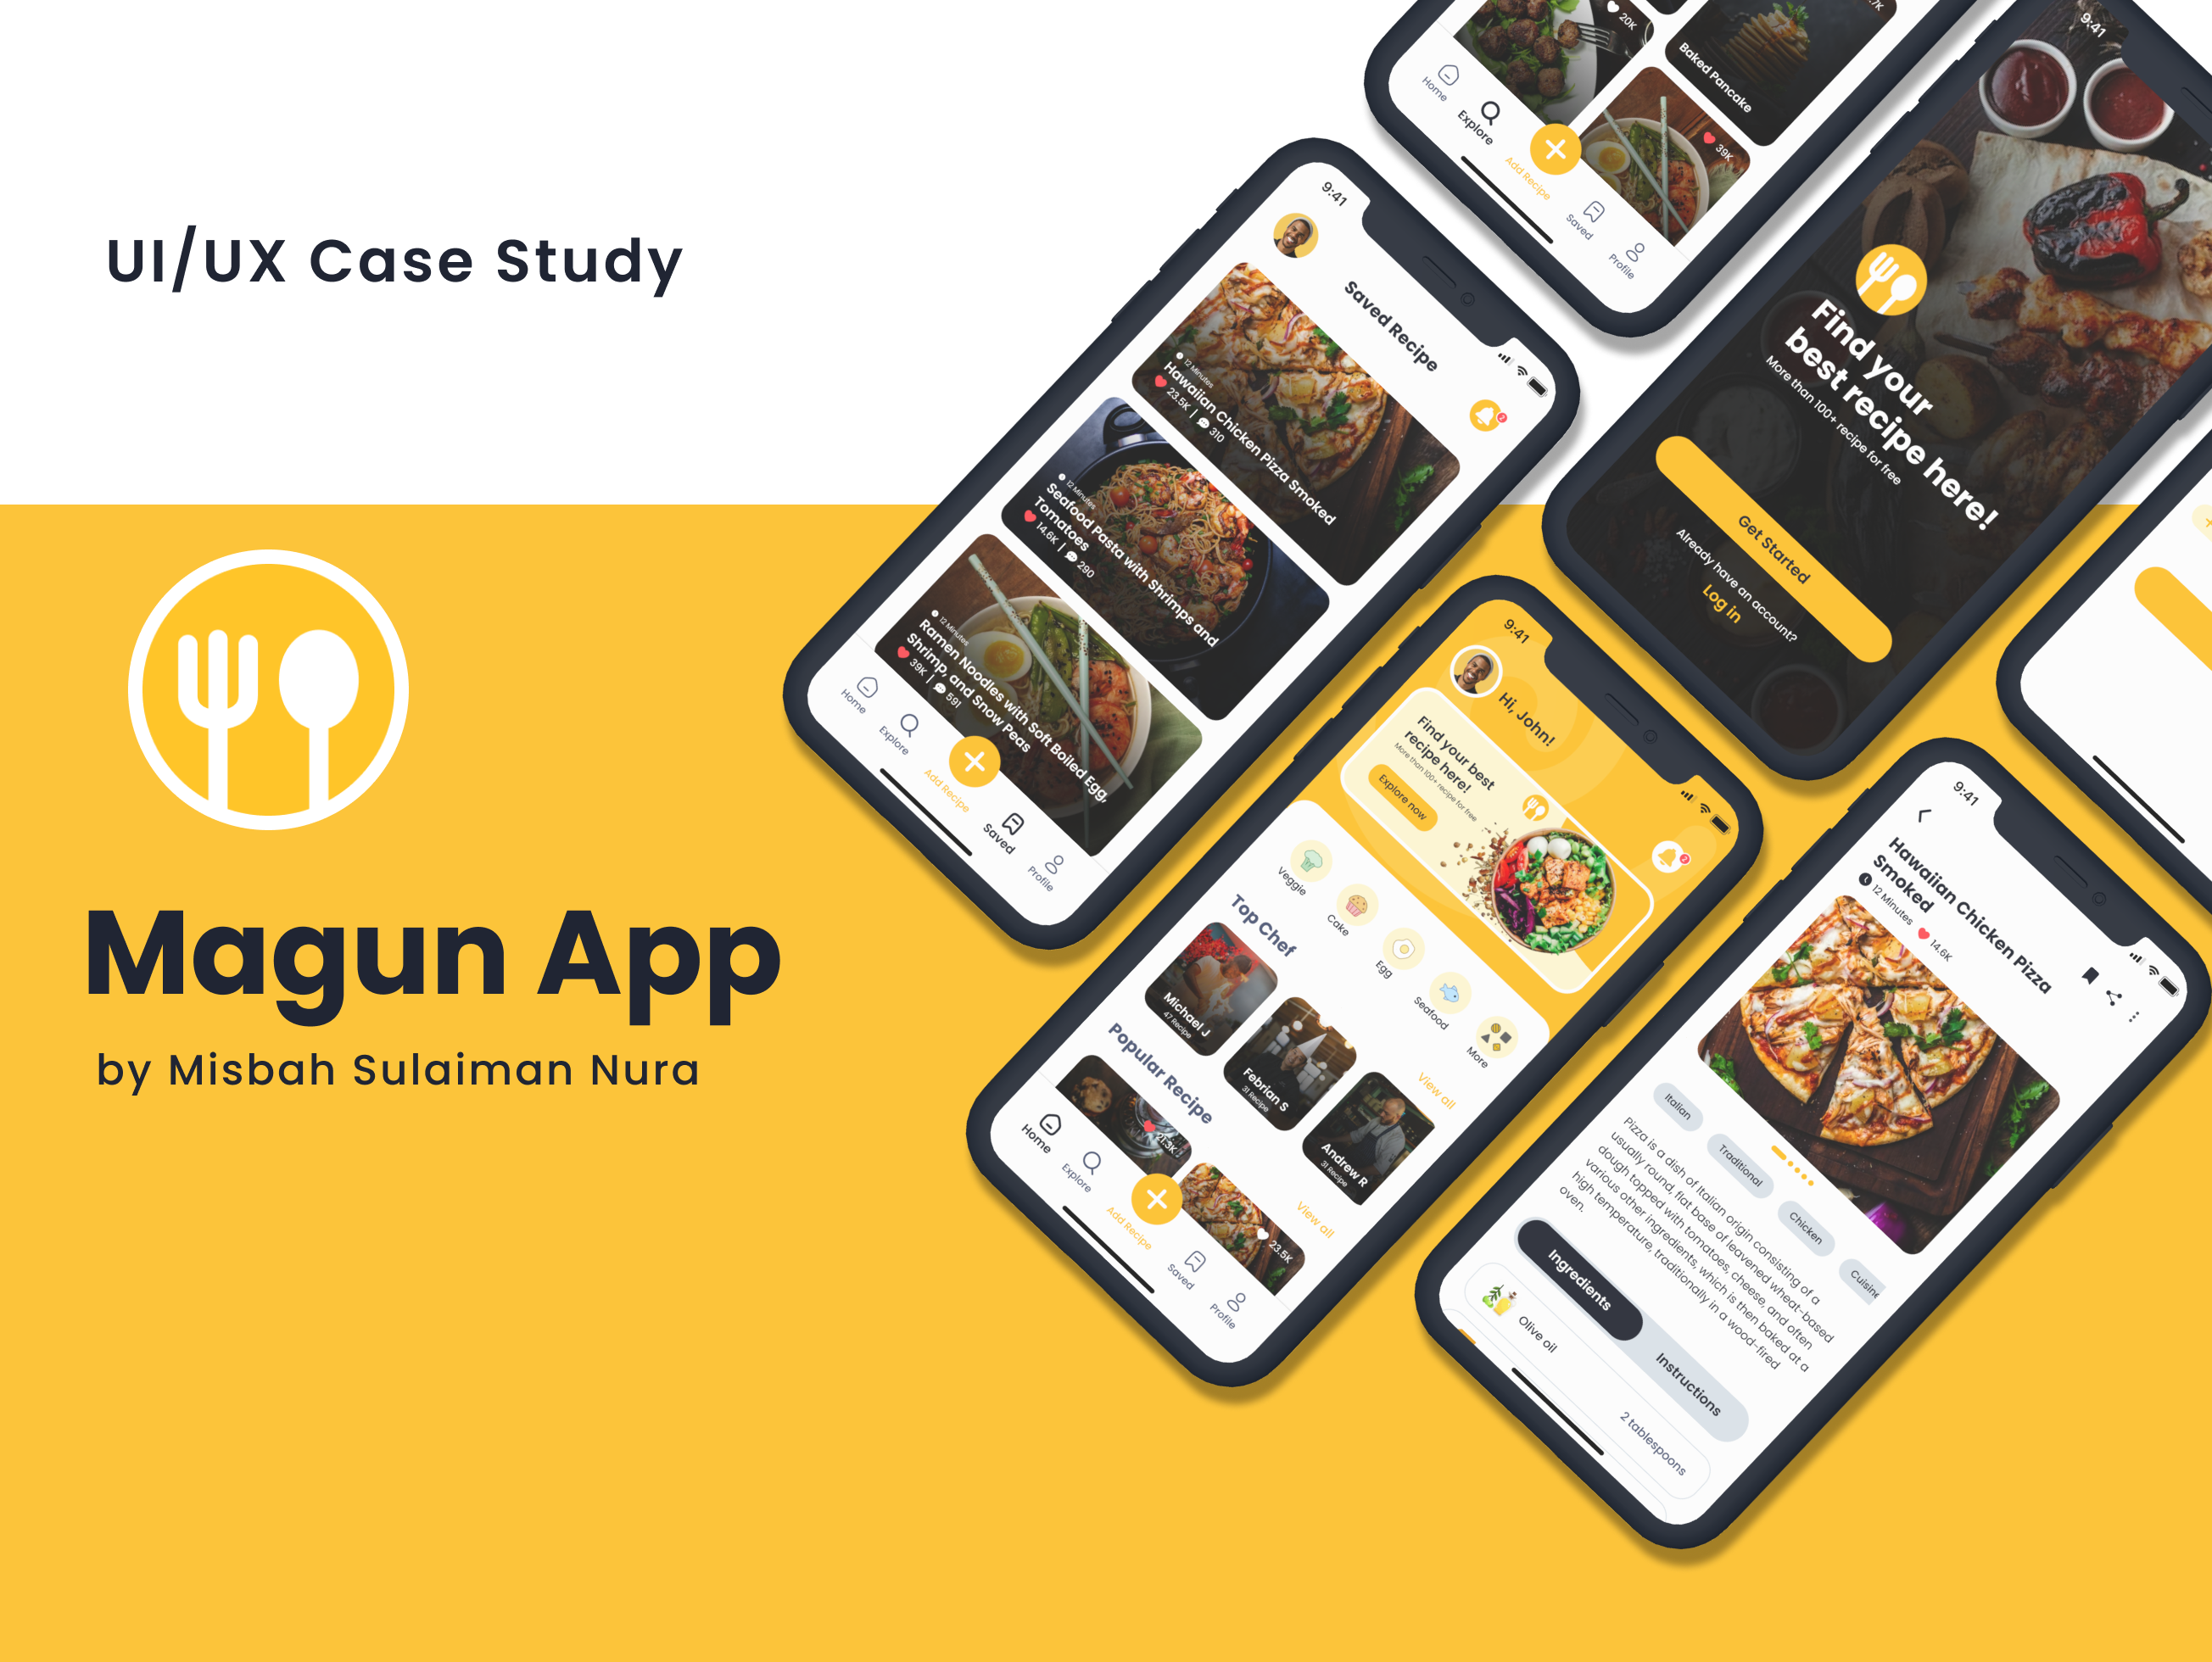 UI/UX Case Study
Magun App
by Misbah Sulaiman Nura
20K
Baked Pancake
39K
Home
Explore
Add Recipe
Saved
Profile
9:41
Find your
best recipe here!
More than 100+ recipe for free
Get Started
Already have an account?
Log in
9:41
Saved Recipe
2
12 Minutes
Hawaiian Chicken Pizza Smoked
23.5K | 310
12 Minutes
Seafood Pasta with Shrimps and
Tomatoes
14.6K | 290
12 Minutes
Ramen Noodles with Soft Boiled Egg,
Shrimp, and Snow Peas
39K | 591
Home
Explore
Add Recipe
Saved
Profile
9:41
Hi, John!
2
Find your best
recipe here!
More than 100+ recipe for free
Explore now
Veggie
Cake
Egg
Seafood
More
Top Chef
View all
Michael J
47 Recipe
Febrian S
31 Recipe
Andrew R
31 Recipe
Popular Recipe
View all
23.5K
Home
Explore
Add Recipe
Saved
Profile
9:41
Hawaiian Chicken Pizza
Smoked
12 Minutes 14.6K
Italian
Traditional
Chicken
Cuisine
Pizza is a dish of Italian origin consisting of a
usually round, flat base of leavened wheat-based
dough topped with tomatoes, cheese, and often
various other ingredients, which is then baked at a
high temperature, traditionally in a wood-fired
oven.
Ingredients
Instructions
Olive oil
2 tablespoons